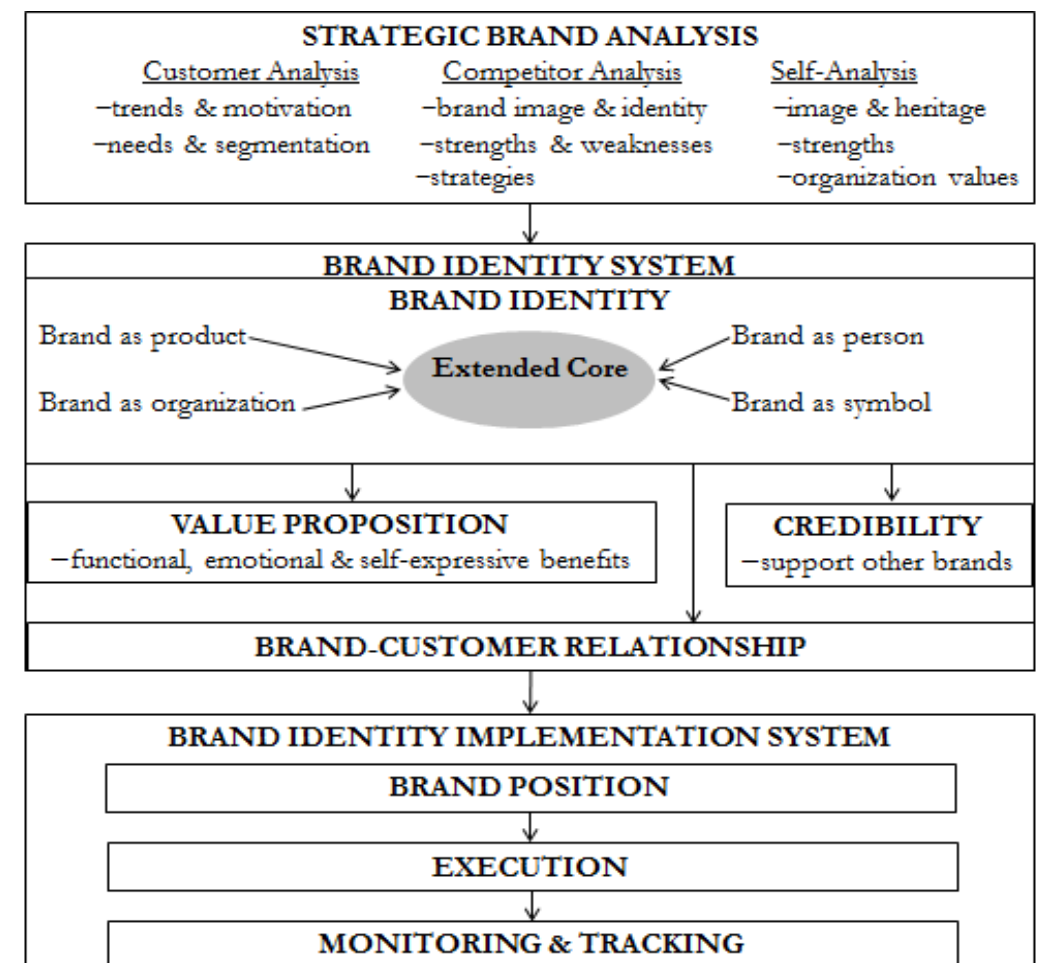 STRATEGIC BRAND ANALYSIS
Customer Analysis Competitor Analysis Self-Analysis
–trends & motivation –brand image & identity –image & heritage
–needs & segmentation –strengths & weaknesses –strengths
–strategies –organization values
BRAND IDENTITY SYSTEM
BRAND IDENTITY
Brand as product Brand as person
Extended Core
Brand as organization Brand as symbol
VALUE PROPOSITION CREDIBILITY
–functional, emotional & self-expressive benefits –support other brands
BRAND-CUSTOMER RELATIONSHIP
BRAND IDENTITY IMPLEMENTATION SYSTEM
BRAND POSITION
EXECUTION
MONITORING & TRACKING